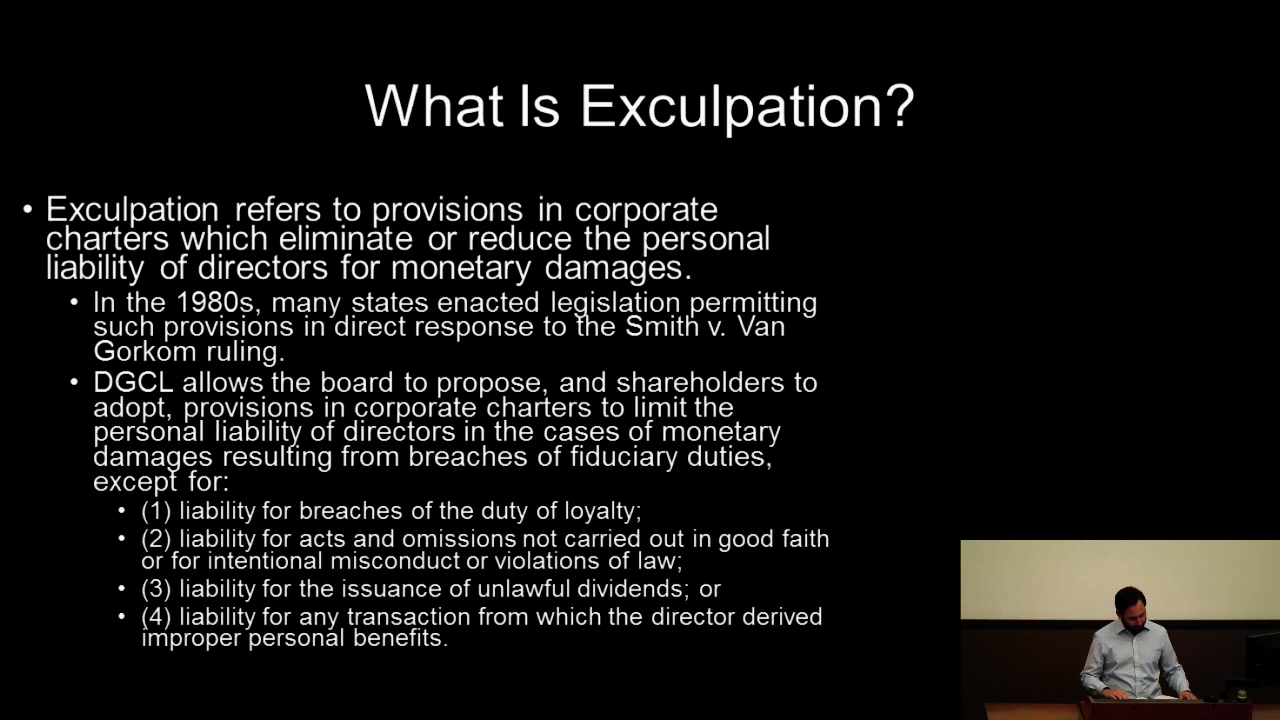 What Is Exculpation?
• Exculpation refers to provisions in corporate
charters which eliminate or reduce the personal
liability of directors for monetary damages.
• In the 1980s, many states enacted legislation permitting
such provisions in direct response to the Smith v. Van
Gorkom ruling.
• DGCL allows the board to propose, and shareholders to
adopt, provisions in corporate charters to limit the
personal liability of directors in the cases of monetary
damages resulting from breaches of fiduciary duties,
except for:
• (1) liability for breaches of the duty of loyalty;
• (2) liability for acts and omissions not carried out in good faith
or for intentional misconduct or violations of law;
• (3) liability for the issuance of unlawful dividends; or
• (4) liability for any transaction from which the director derived
improper personal benefits.